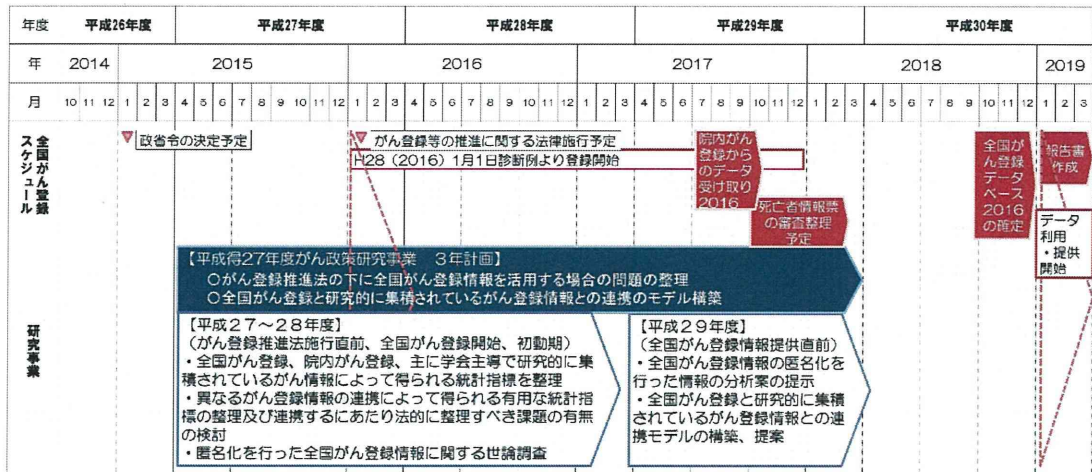 年度 平成26年度 平成27年度 平成28年度 平成29年度 平成30年度
年 2014 2015 2016 2017 2018 2019
月 10 11 12 1 2 3 4 5 6 7 8 9 10 11 12 1 2 3 4 5 6 7 8 9 10 11 12 1 2 3 4 5 6 7 8 9 10 11 12 1 2 3 4 5 6 7 8 9 10 11 12 1 2 3
全国がん登録
スケジュール
政省令の決定予定
がん登録等の推進に関する法律施行予定
H28（2016）1月1日診断例より登録開始
院内がん
登録から
のデータ
受け取り
2016
死亡者情報票
の審査整理
予定
全国が
ん登録
データ
ベース
2016
の確定
報告書
作成
データ
利用
・提供
開始
研究事業
【平成得27年度がん政策研究事業　3年計画】
○がん登録推進法の下に全国がん登録情報を活用する場合の問題の整理
○全国がん登録と研究的に集積されているがん登録情報との連携のモデル構築
【平成27～28年度】
（がん登録推進法施行直前、全国がん登録開始、初動期）
・全国がん登録、院内がん登録、主に学会主導で研究的に集
積されているがん情報によって得られる統計指標を整理
・異なるがん登録情報の連携によって得られる有用な統計指
標の整理及び連携するにあたり法的に整理すべき課題の有無
の検討
・匿名化を行った全国がん登録情報に関する世論調査
【平成29年度】
（全国がん登録情報提供直前）
・全国がん登録情報の匿名化を
行った情報の分析案の提示
・全国がん登録と研究的に集積
されているがん登録情報との連
携モデルの構築、提案